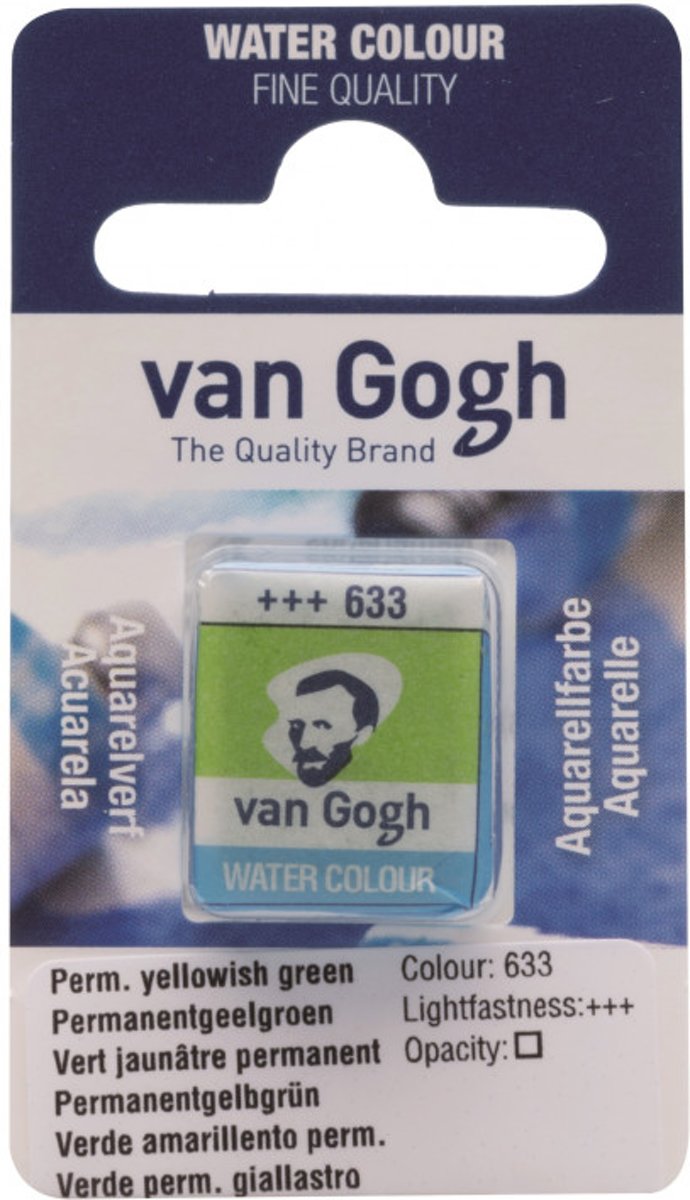 WATER COLOUR
FINE QUALITY
van Gogh
The Quality Brand
Aquarelverf
Acuarela
+++ 633
van Gogh
WATER COLOUR
Aquarellfarbe
Aquarelle
Perm. yellowish green
Permanentgeelgroen
Vert jaunâtre permanent
Permanentgelbgrün
Verde amarillento perm.
Verde perm. giallastro
Colour: 633
Lightfastness:+++
Opacity: